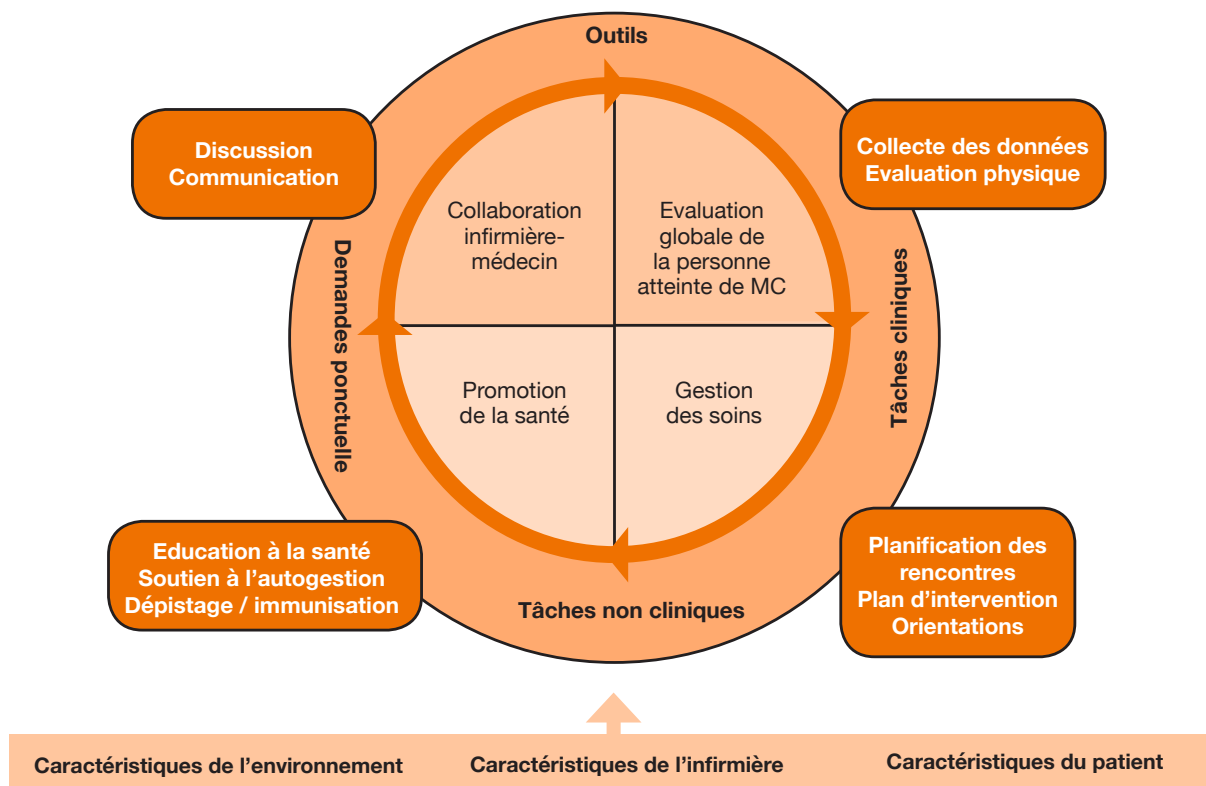 Outils
Discussion
Communication
Collecte des données
Evaluation physique
Collaboration
infirmière-
médecin
Evaluation
globale de
la personne
atteinte de MC
Demandes ponctuelle
Tâches cliniques
Promotion
de la santé
Gestion
des soins
Education à la santé
Soutien à l'autogestion
Dépistage / immunisation
Planification des
rencontres
Plan d'intervention
Orientations
Tâches non cliniques
Caractéristiques de l'environnement
Caractéristiques de l'infirmière
Caractéristiques du patient